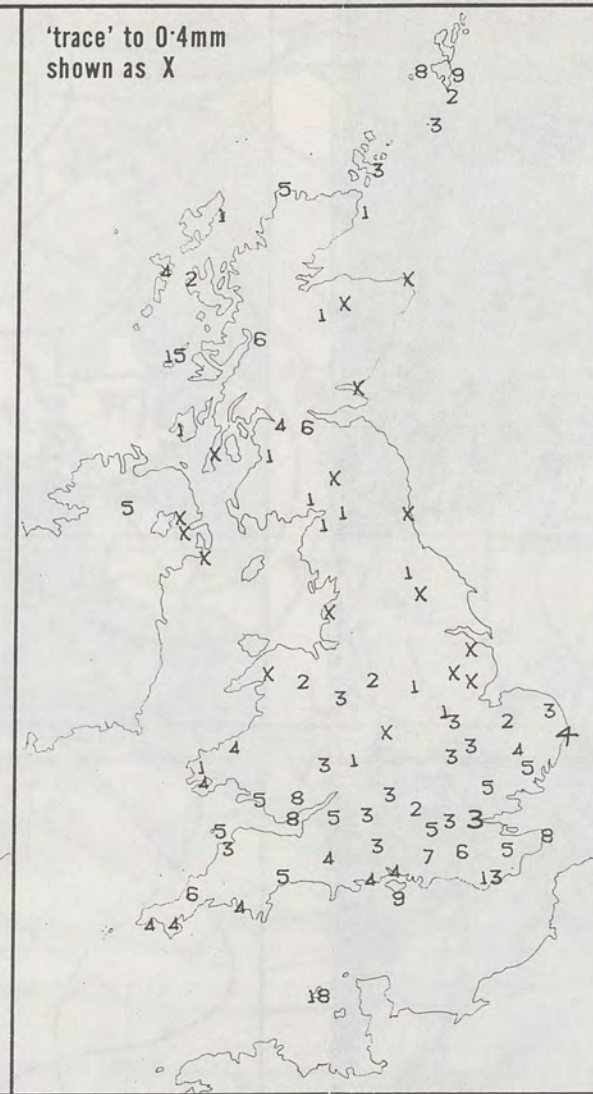 ‘trace’ to 0·4mm
shown as X
8 9
2
3
3
5
1 1
4 2 X
1 X
6
15
X
1 4 6
X 1
X
5 1
X 1 X
X 1
X
1
X
X
X
X 2 2 1 X X
3
1 3 3
2 4
X
4 3 4
1 3 1 3 5
4
5 8 3 5
8 5 3 2 3 3
5 5 8
3 3 6 5
4 7
5 4 4 13
6 9
4 4 4
18